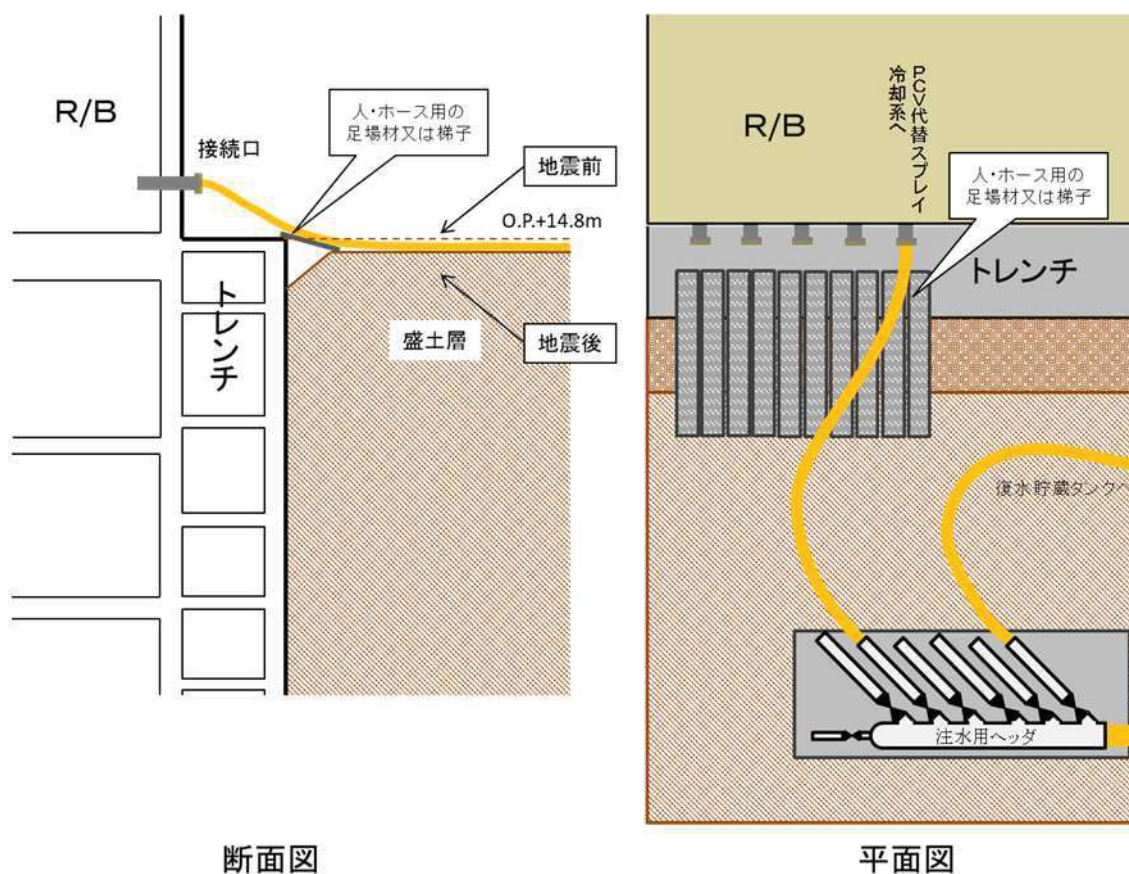 R/B
接続口
人・ホース用の
足場材又は梯子
地震前
O.P.+14.8m
トレンチ
盛土層
地震後
断面図
PCV代替スプレイ
冷却系へ
R/B
人・ホース用の
足場材又は梯子
トレンチ
復水貯蔵タンクへ
注水用ヘッダ
平面図